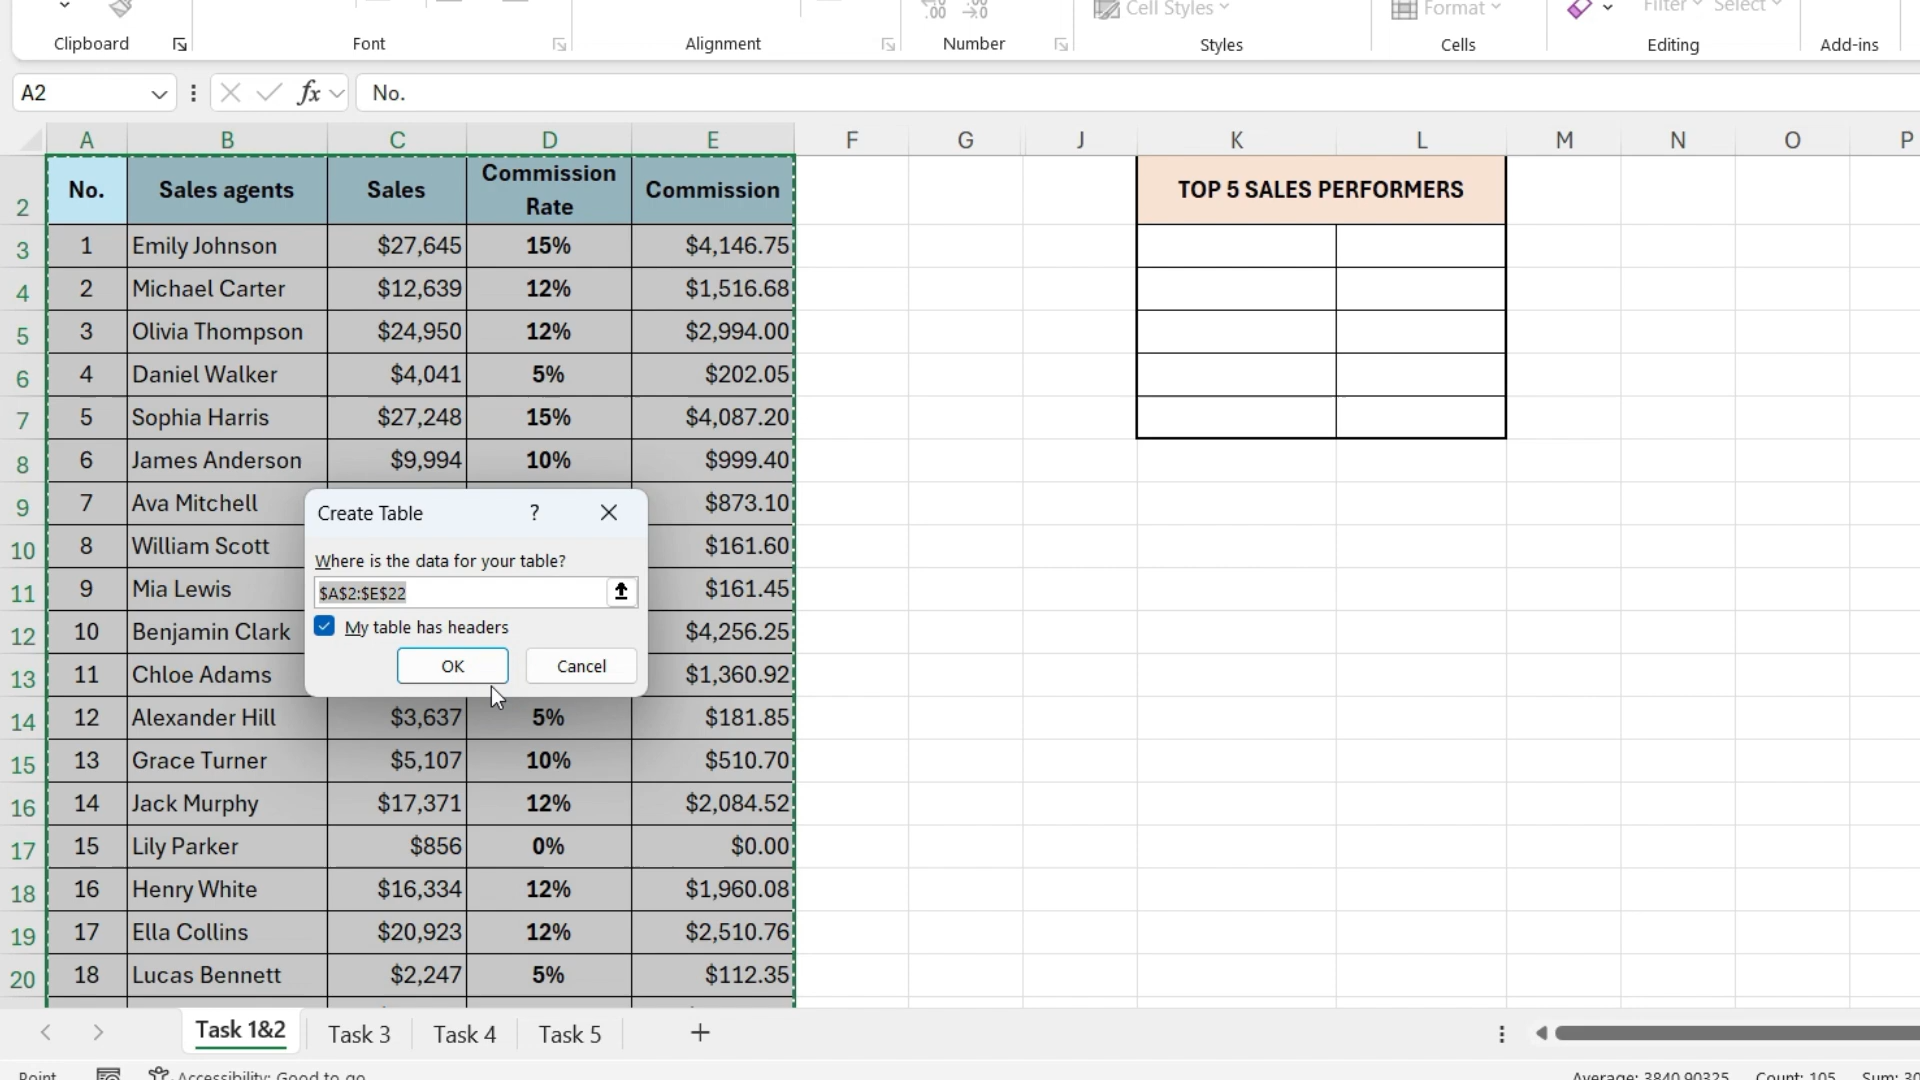 Cell Styles
Format
Filter
Select
Clipboard
Font
Alignment
Number
Styles
Cells
Editing
Add-ins
A2
fx
No.
A B C D E F G J K L M N O P
2 No. Sales agents Sales Commission Rate Commission TOP 5 SALES PERFORMERS
3 1 Emily Johnson $27,645 15% $4,146.75
4 2 Michael Carter $12,639 12% $1,516.68
5 3 Olivia Thompson $24,950 12% $2,994.00
6 4 Daniel Walker $4,041 5% $202.05
7 5 Sophia Harris $27,248 15% $4,087.20
8 6 James Anderson $9,994 10% $999.40
9 7 Ava Mitchell $873.10
10 8 William Scott $161.60
11 9 Mia Lewis $161.45
12 10 Benjamin Clark $4,256.25
13 11 Chloe Adams $1,360.92
14 12 Alexander Hill $3,637 5% $181.85
15 13 Grace Turner $5,107 10% $510.70
16 14 Jack Murphy $17,371 12% $2,084.52
17 15 Lily Parker $856 0% $0.00
18 16 Henry White $16,334 12% $1,960.08
19 17 Ella Collins $20,923 12% $2,510.76
20 18 Lucas Bennett $2,247 5% $112.35
Create Table ?
Where is the data for your table?
$A$2:$E$22
My table has headers
OK Cancel
Task 1&2 Task 3 Task 4 Task 5
Point Accessibility: Good to go Average: 3840.90325 Count: 105 Sum: 30